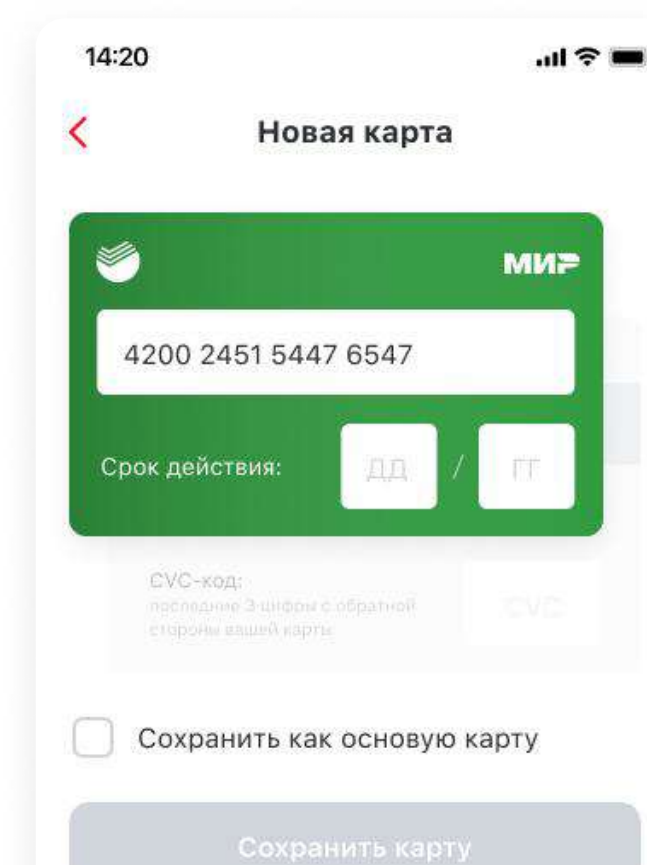 14:20
Новая карта
МИР
4200 2451 5447 6547
Срок действия:
ДД / ГГ
CVC-код:
последние 3 цифры с обратной
стороны вашей карты
CVC
Сохранить как основую карту
Сохранить карту